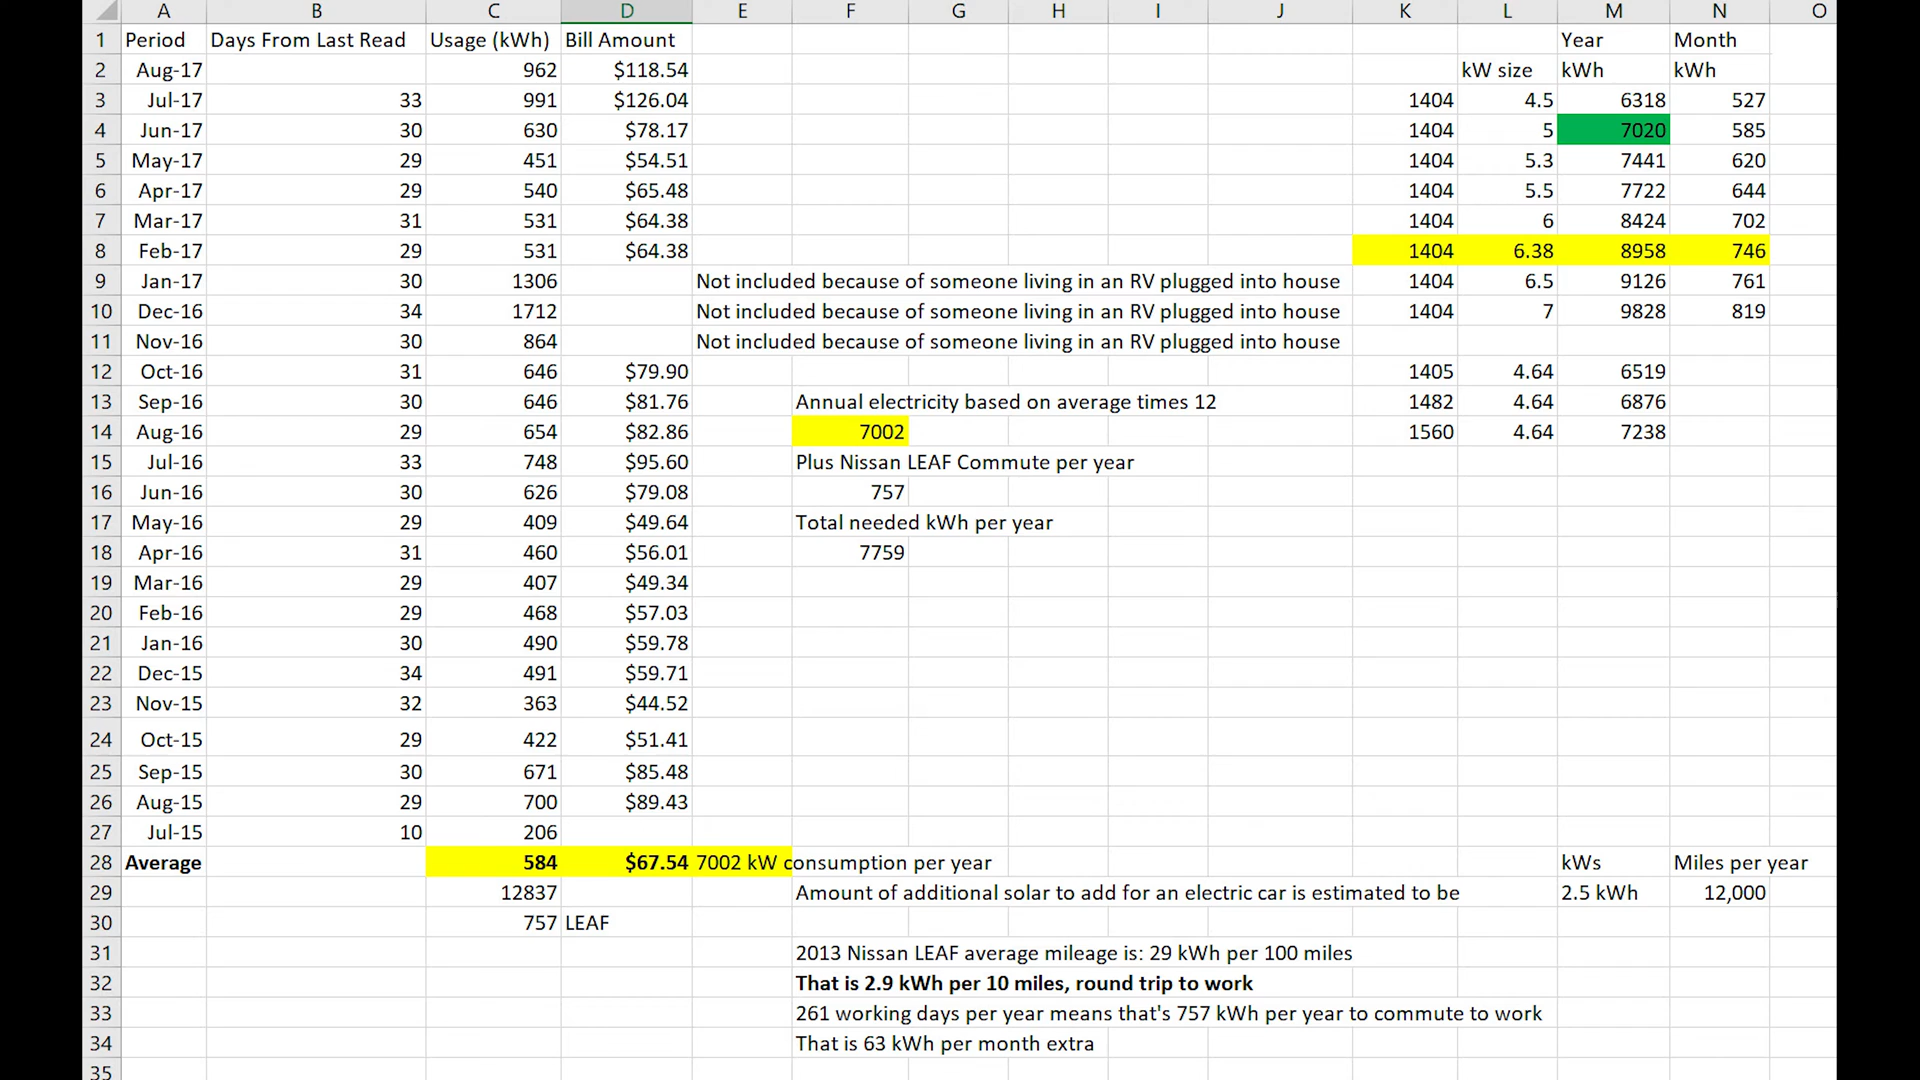 A B C D E F G H I J K L M N O
1 Period Days From Last Read Usage (kWh) Bill Amount Year Month
2 Aug-17 962 $118.54 kW size kWh kWh
3 Jul-17 33 991 $126.04 1404 4.5 6318 527
4 Jun-17 30 630 $78.17 1404 5 7020 585
5 May-17 29 451 $54.51 1404 5.3 7441 620
6 Apr-17 29 540 $65.48 1404 5.5 7722 644
7 Mar-17 31 531 $64.38 1404 6 8424 702
8 Feb-17 29 531 $64.38 1404 6.38 8958 746
9 Jan-17 30 1306 Not included because of someone living in an RV plugged into house 1404 6.5 9126 761
10 Dec-16 34 1712 Not included because of someone living in an RV plugged into house 1404 7 9828 819
11 Nov-16 30 864 Not included because of someone living in an RV plugged into house
12 Oct-16 31 646 $79.90 1405 4.64 6519
13 Sep-16 30 646 $81.76 Annual electricity based on average times 12 1482 4.64 6876
14 Aug-16 29 654 $82.86 7002 1560 4.64 7238
15 Jul-16 33 748 $95.60 Plus Nissan LEAF Commute per year
16 Jun-16 30 626 $79.08 757
17 May-16 29 409 $49.64 Total needed kWh per year
18 Apr-16 31 460 $56.01 7759
19 Mar-16 29 407 $49.34
20 Feb-16 29 468 $57.03
21 Jan-16 30 490 $59.78
22 Dec-15 34 491 $59.71
23 Nov-15 32 363 $44.52
24 Oct-15 29 422 $51.41
25 Sep-15 30 671 $85.48
26 Aug-15 29 700 $89.43
27 Jul-15 10 206
28 Average 584 $67.54 7002 kW consumption per year kWs Miles per year
29 12837 Amount of additional solar to add for an electric car is estimated to be 2.5 kWh 12,000
30 757 LEAF
31 2013 Nissan LEAF average mileage is: 29 kWh per 100 miles
32 That is 2.9 kWh per 10 miles, round trip to work
33 261 working days per year means that's 757 kWh per year to commute to work
34 That is 63 kWh per month extra
35